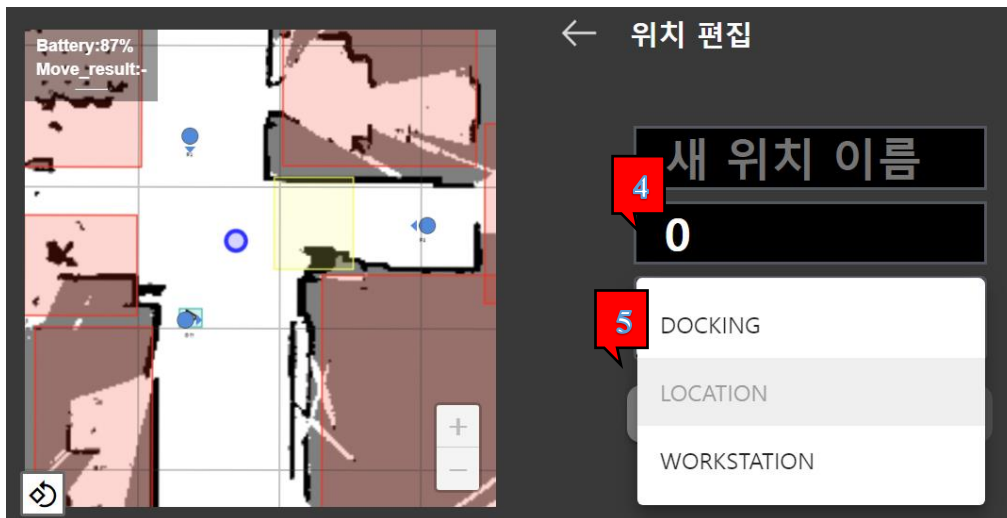 Battery:87%
Move_result:-
위치 편집
새 위치 이름
4
0
5
DOCKING
LOCATION
WORKSTATION